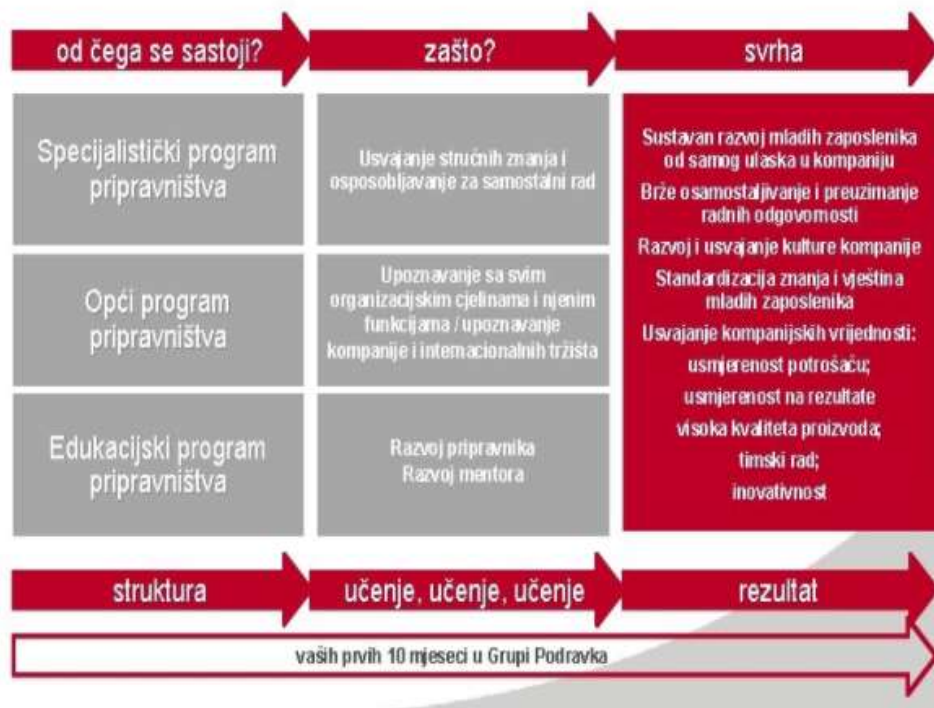 od čega se sastoji?
zašto?
svrha
Specijalistički program
pripravništva
Usvajanje stručnih znanja i
osposobljavanje za samostalni rad
Opći program
pripravništva
Upoznavanje sa svim
organizacijskim cjelinama i njenim
funkcijama / upoznavanje
kompanije i internacionalnih tržišta
Edukacijski program
pripravništva
Razvoj pripravnika
Razvoj mentora
Sustavan razvoj mladih zaposlenika
od samog ulaska u kompaniju
Brže osamostaljivanje i preuzimanje
radnih odgovornosti
Razvoj i usvajanje kulture kompanije
Standardizacija znanja i vještina
mladih zaposlenika
Usvajanje kompanijskih vrijednosti:
usmjerenost potrošaču;
usmjerenost na rezultate
visoka kvaliteta proizvoda;
timski rad;
inovativnost
struktura
učenje, učenje, učenje
rezultat
vaših prvih 10 mjeseci u Grupi Podravka